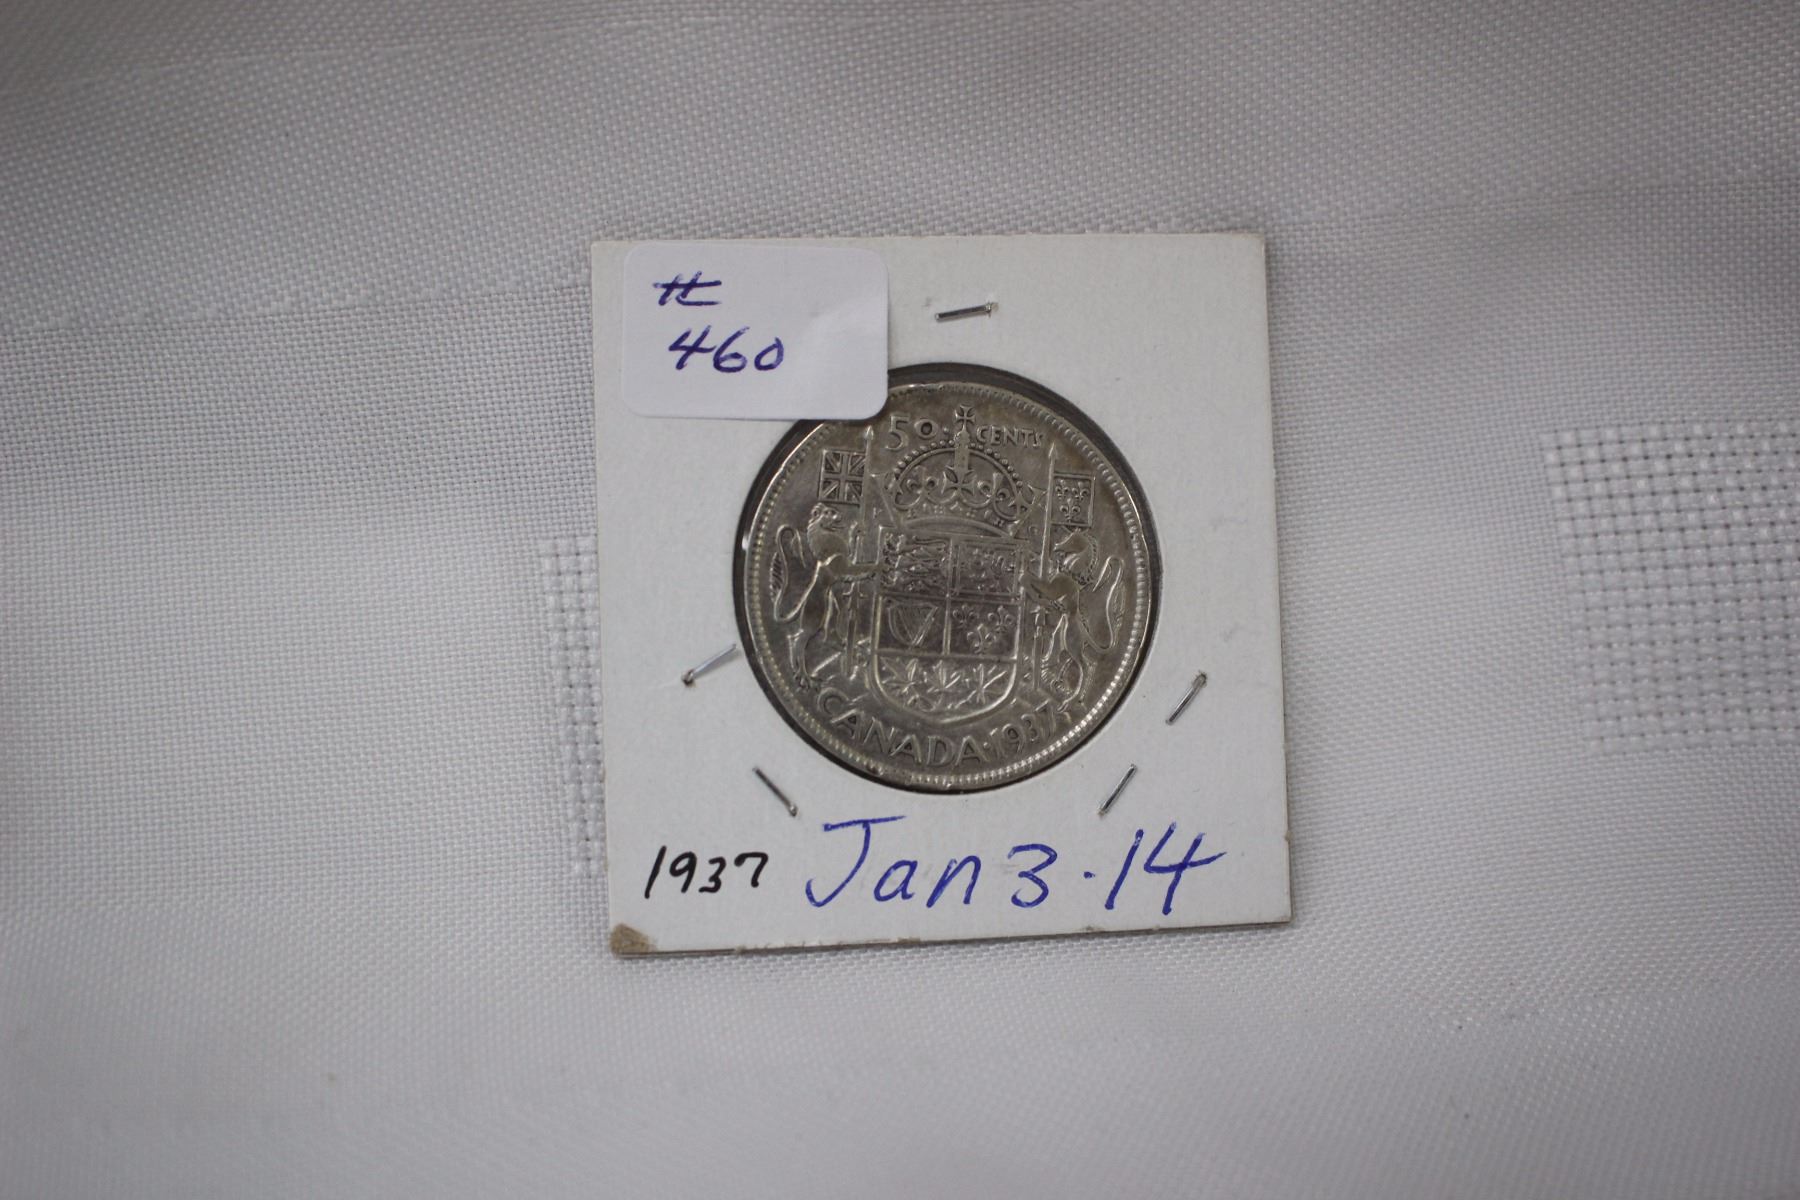 #
460
50 CENTS
CANADA · 1937
1937 Jan 3 · 14